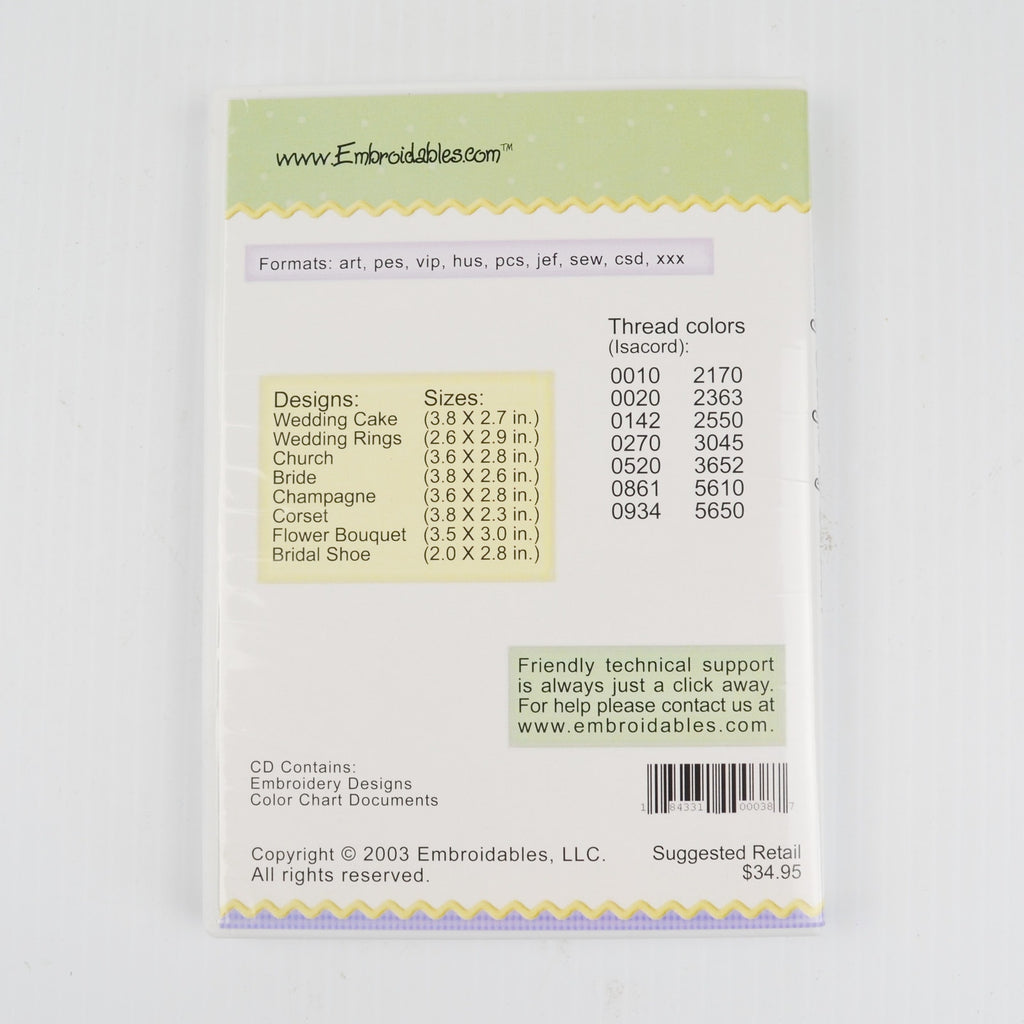 www.Embroidables.com™
Formats: art, pes, vip, hus, pcs, jef, sew, csd, xxx
Thread colors
(Isacord):
0010 2170
0020 2363
0142 2550
0270 3045
0520 3652
0861 5610
0934 5650
Designs: Sizes:
Wedding Cake (3.8 X 2.7 in.)
Wedding Rings (2.6 X 2.9 in.)
Church (3.6 X 2.8 in.)
Bride (3.8 X 2.6 in.)
Champagne (3.6 X 2.8 in.)
Corset (3.8 X 2.3 in.)
Flower Bouquet (3.5 X 3.0 in.)
Bridal Shoe (2.0 X 2.8 in.)
Friendly technical support
is always just a click away.
For help please contact us at
www.embroidables.com.
CD Contains:
Embroidery Designs
Color Chart Documents
1 84331 00038 7
Copyright © 2003 Embroidables, LLC.
All rights reserved.
Suggested Retail
$34.95